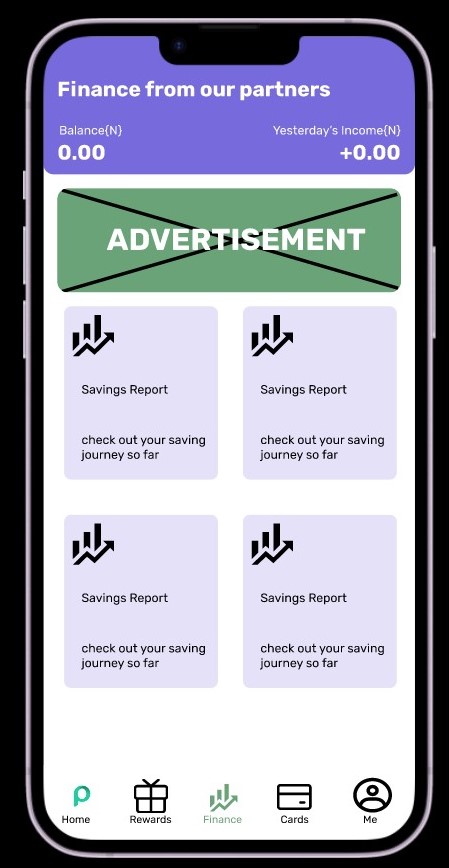 Finance from our partners
Balance{N}
Yesterday's Income{N}
0.00
+0.00
ADVERTISEMENT
Savings Report
Savings Report
check out your saving
journey so far
check out your saving
journey so far
Savings Report
Savings Report
check out your saving
journey so far
check out your saving
journey so far
Home
Rewards
Finance
Cards
Me